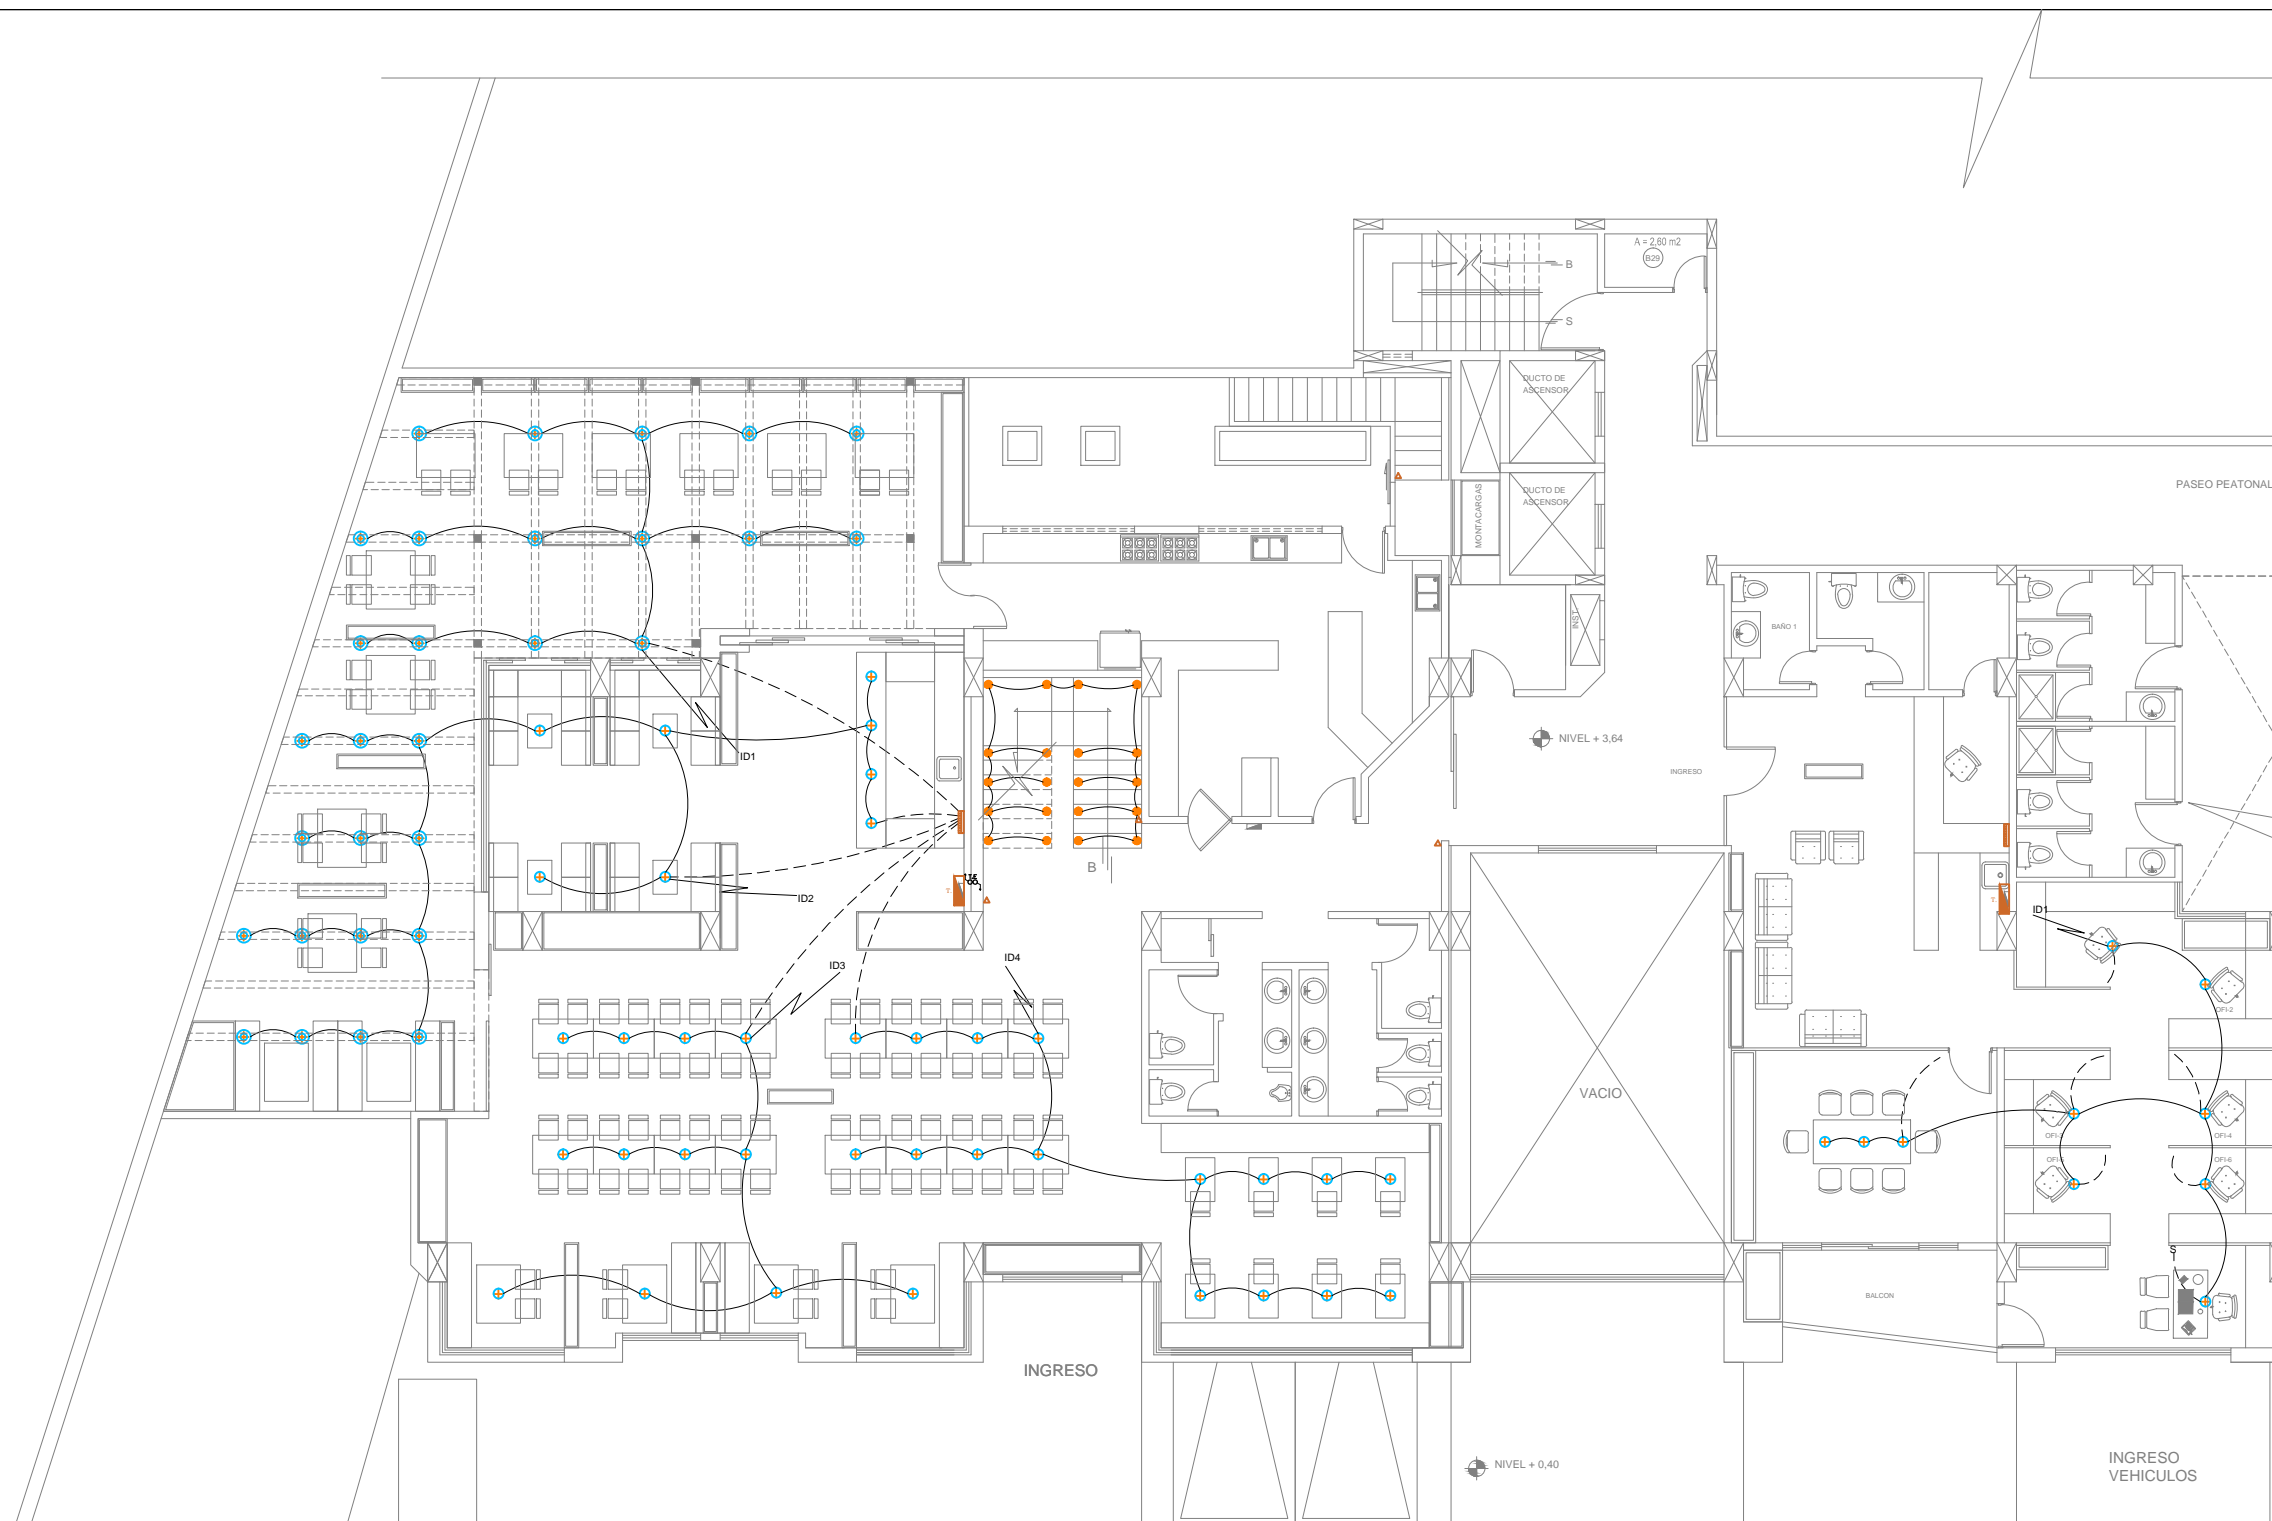 A = 2,60 m2
B29
B
S
DUCTO DE
ASCENSOR
DUCTO DE
ASCENSOR
MONTACARGAS
PASEO PEATONAL
INST
BAÑO 1
NIVEL + 3,64
INGRESO
ID1
ID2
B
ID1
ID3
ID4
OFI-2
VACIO
OFI-4
OFI-6
S
BALCON
INGRESO
NIVEL + 0,40
INGRESO
VEHICULOS